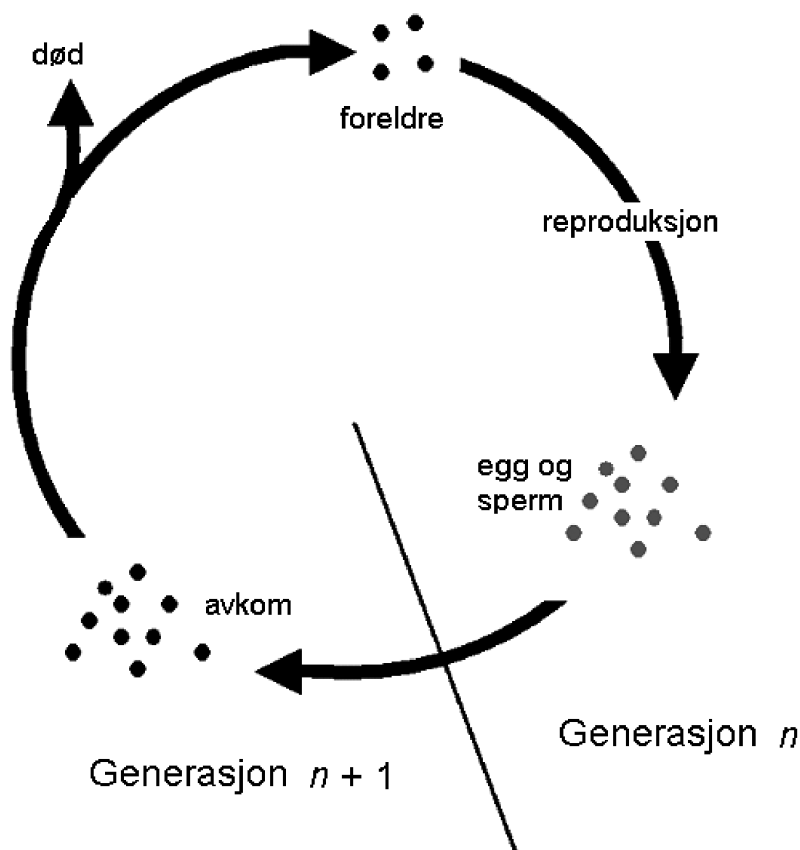 død
foreldre
reproduksjon
egg og
sperm
avkom
Generasjon n
Generasjon n + 1